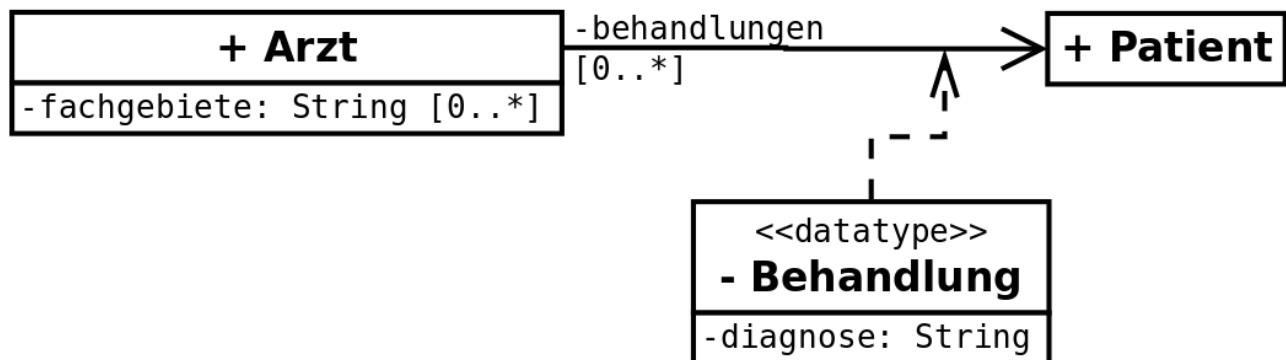 + Arzt
-fachgebiete: String [0..*]
-behandlungen
[0..*]
+ Patient
<<datatype>>
- Behandlung
-diagnose: String